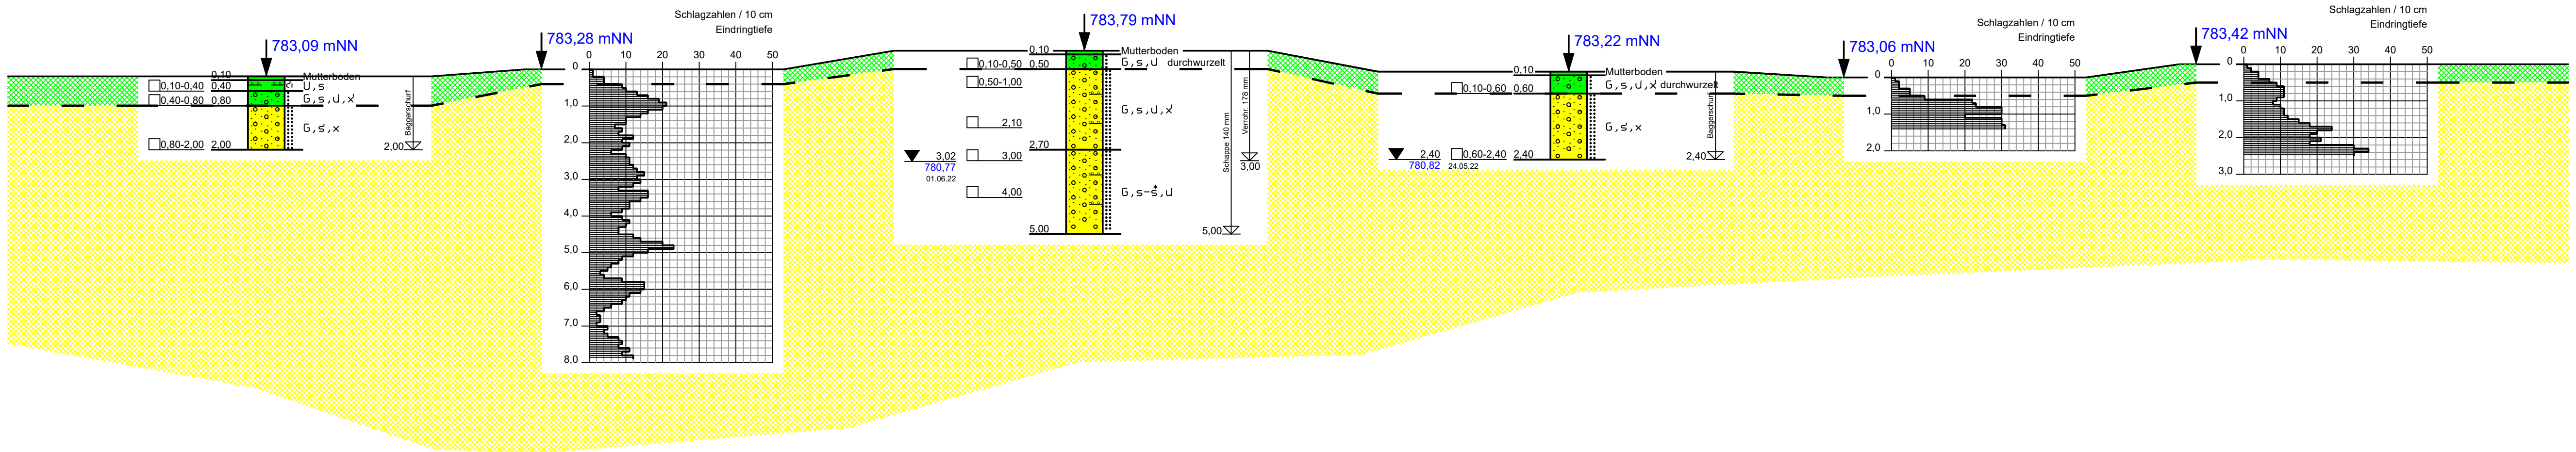 783,09 mNN
0,10
Mutterboden
0,10-0,40
0,40
U,s
0,40-0,80
0,80
G,s,u,x'
G,s',x
0,80-2,00
2,00
Baggerschurf
2,00
783,28 mNN
Schlagzahlen / 10 cm
Eindringtiefe
0 10 20 30 40 50
0
1,0
2,0
3,0
4,0
5,0
6,0
7,0
8,0
783,79 mNN
0,10
Mutterboden
0,10-0,50
0,50
G,s,u durchwurzelt
0,50-1,00
G,s,u,x'
2,10
2,70
3,02
780,77
01.06.22
3,00
4,00
G,s-s*,u
5,00
Schappe 140 mm
5,00
Verrohr. 178 mm
3,00
783,22 mNN
0,10
Mutterboden
0,10-0,60
0,60
G,s,u,x' durchwurzelt
G,s',x
2,40
780,82
24.05.22
0,60-2,40
2,40
Baggerschurf
2,40
783,06 mNN
Schlagzahlen / 10 cm
Eindringtiefe
0 10 20 30 40 50
0
1,0
2,0
783,42 mNN
Schlagzahlen / 10 cm
Eindringtiefe
0 10 20 30 40 50
0
1,0
2,0
3,0